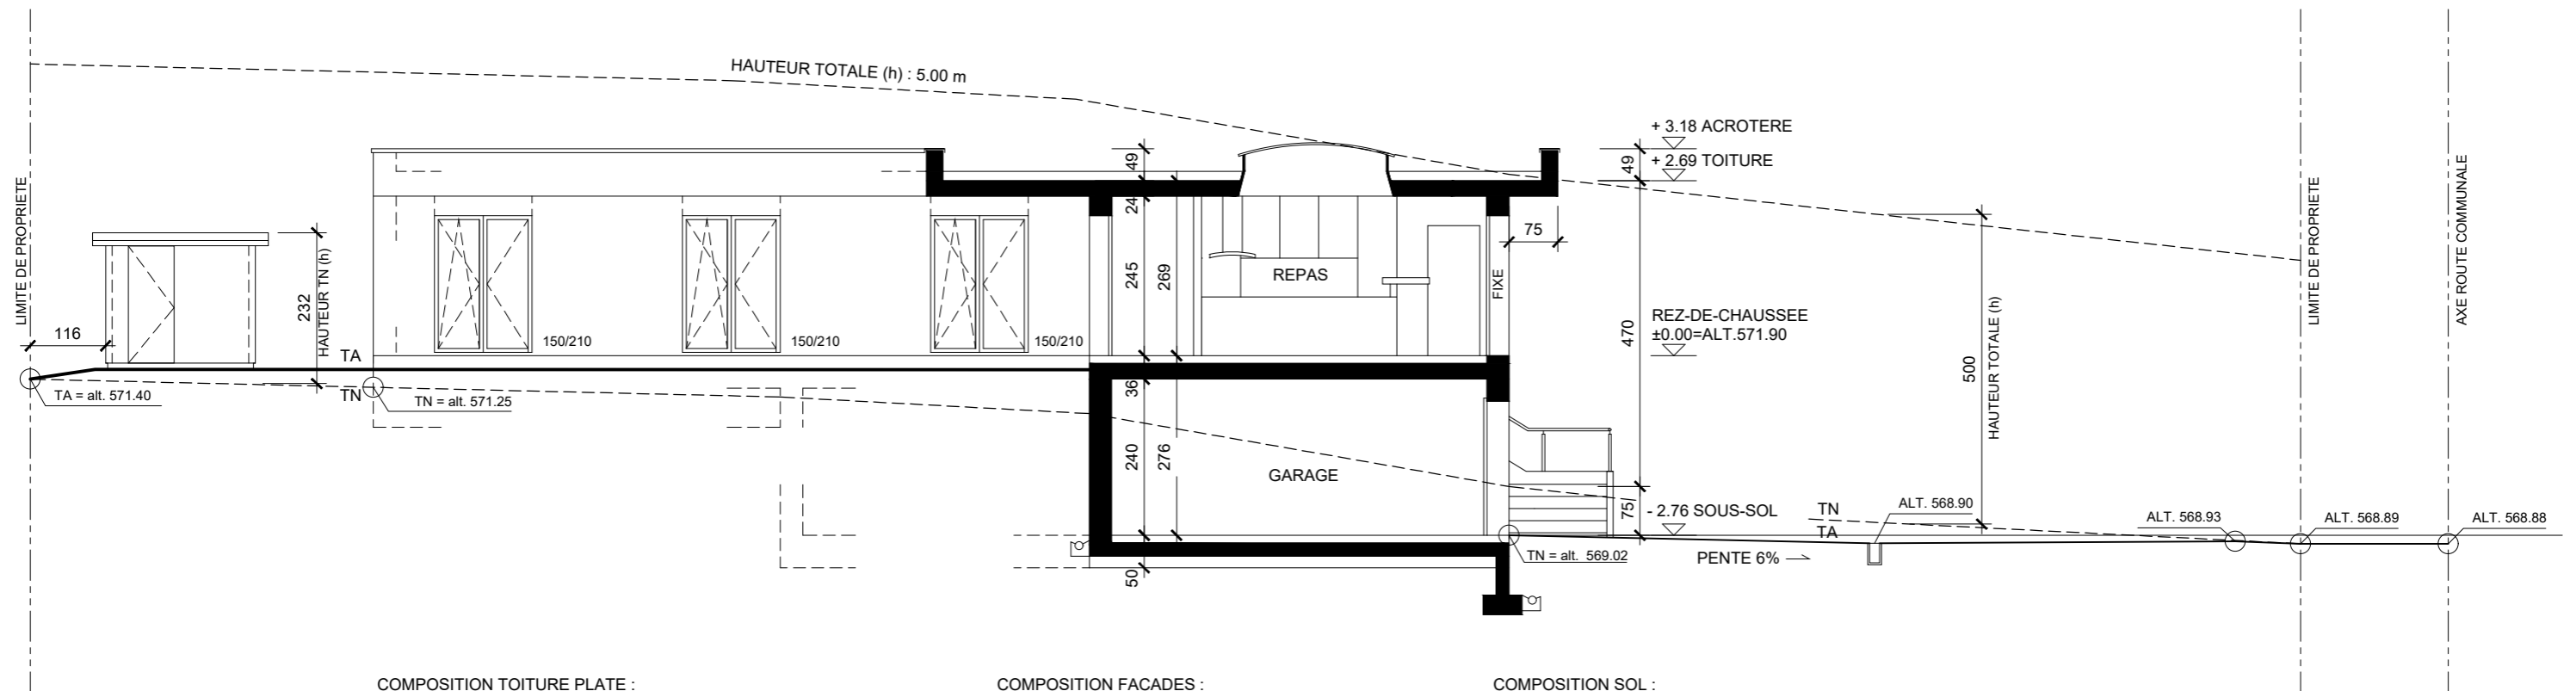 HAUTEUR TOTALE (h) : 5.00 m
+ 3.18 ACROTERE
49
+ 2.69 TOITURE
49
LIMITE DE PROPRIETE
AXE ROUTE COMMUNALE
LIMITE DE PROPRIETE
24
75
232
HAUTEUR TN (h)
245
269
REPAS
FIXE
116
150/210
150/210
150/210
REZ-DE-CHAUSSEE
±0.00=ALT.571.90
470
500
HAUTEUR TOTALE (h)
TA
TN
TA = alt. 571.40
TN = alt. 571.25
36
240
276
GARAGE
75
- 2.76 SOUS-SOL
TN
TA
ALT. 568.90
ALT. 568.93
ALT. 568.89
ALT. 568.88
TN = alt. 569.02
PENTE 6%
50
COMPOSITION TOITURE PLATE :
COMPOSITION FACADES :
COMPOSITION SOL :